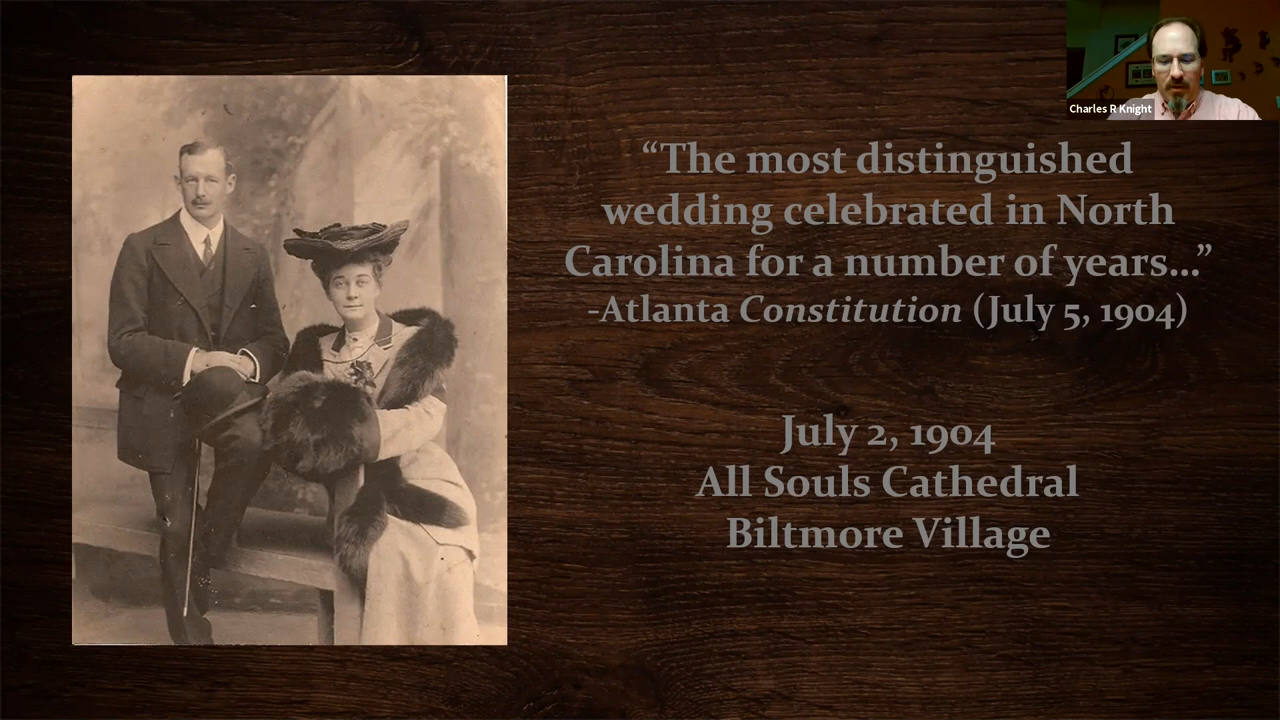 Charles R Knight
“The most distinguished
wedding celebrated in North
Carolina for a number of years...”
-Atlanta Constitution (July 5, 1904)
July 2, 1904
All Souls Cathedral
Biltmore Village